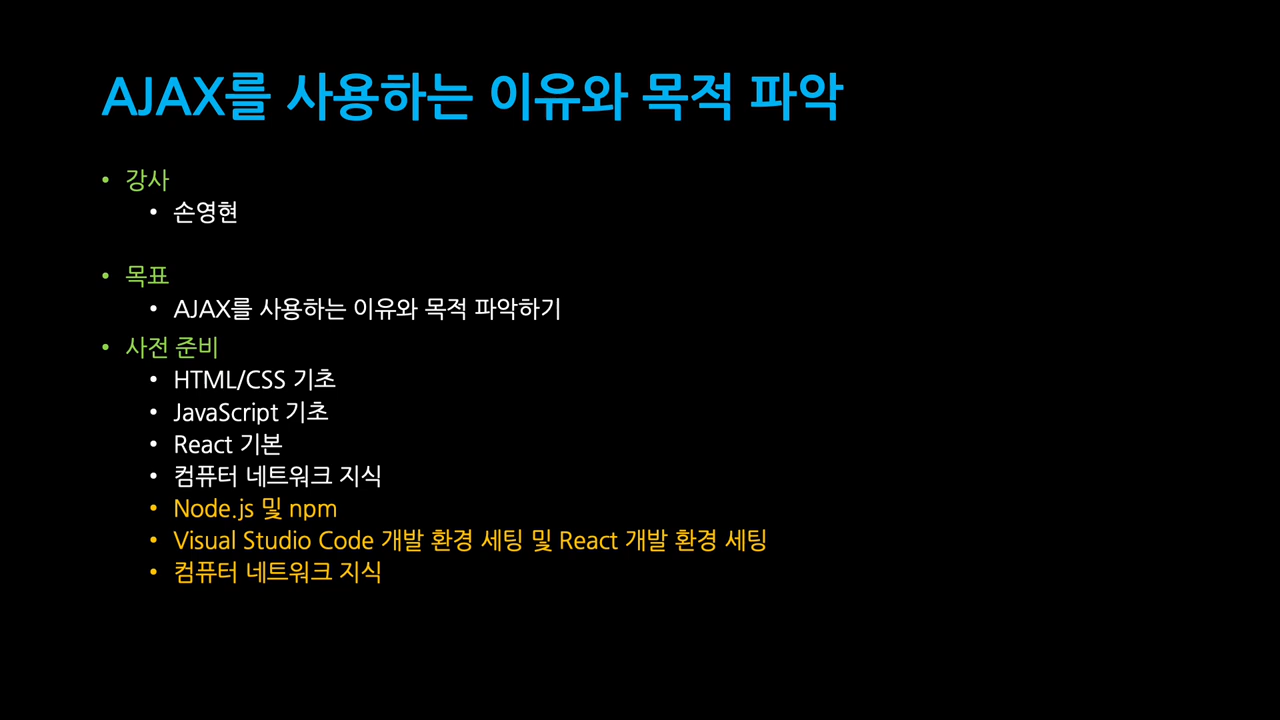 AJAX를 사용하는 이유와 목적 파악
• 강사
• 손영현
• 목표
• AJAX를 사용하는 이유와 목적 파악하기
• 사전 준비
• HTML/CSS 기초
• JavaScript 기초
• React 기본
• 컴퓨터 네트워크 지식
• Node.js 및 npm
• Visual Studio Code 개발 환경 세팅 및 React 개발 환경 세팅
• 컴퓨터 네트워크 지식